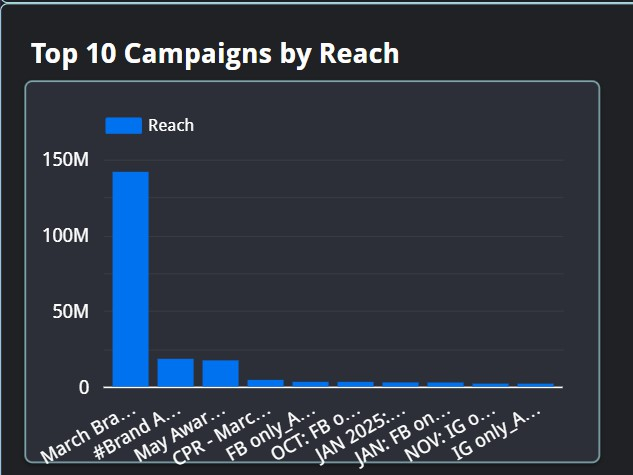 Top 10 Campaigns by Reach
Reach
150M
100M
50M
0
March Bra...
#Brand A...
May Awar...
CPR - Marc...
FB only_A...
OCT: FB o...
JAN 2025:...
JAN: FB on...
NOV: IG o...
IG only_A...